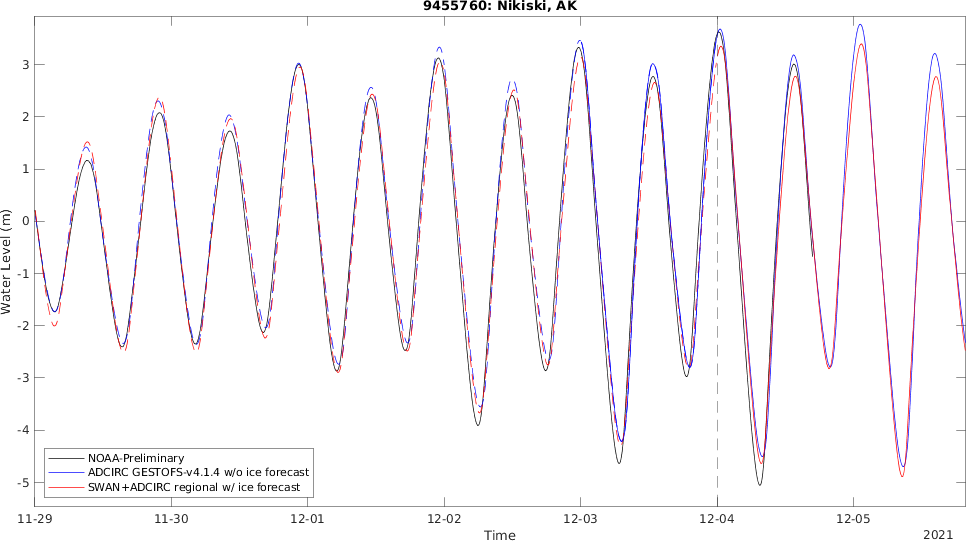 9455760: Nikiski, AK
Water Level (m)
3
2
1
0
-1
-2
-3
-4
-5
NOAA-Preliminary
ADCIRC GESTOFS-v4.1.4 w/o ice forecast
SWAN+ADCIRC regional w/ ice forecast
11-29 11-30 12-01 12-02 12-03 12-04 12-05
Time
2021